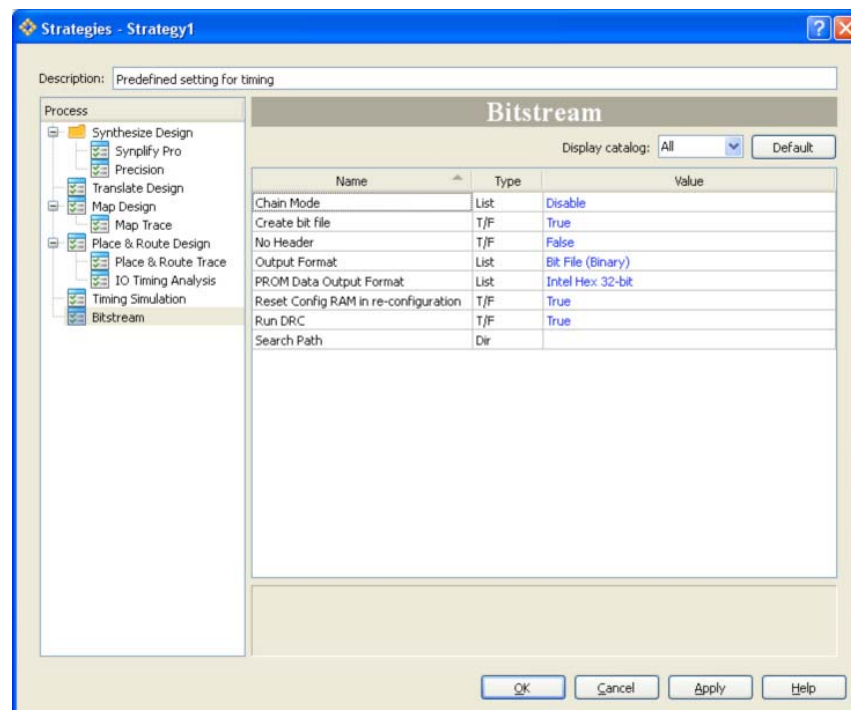 Strategies - Strategy1
Description: Predefined setting for timing
Process
Synthesize Design
Synplify Pro
Precision
Translate Design
Map Design
Map Trace
Place & Route Design
Place & Route Trace
IO Timing Analysis
Timing Simulation
Bitstream
Bitstream
Display catalog: All Default
Name Type Value
Chain Mode List Disable
Create bit file T/F True
No Header T/F False
Output Format List Bit File (Binary)
PROM Data Output Format List Intel Hex 32-bit
Reset Config RAM in re-configuration T/F True
Run DRC T/F True
Search Path Dir
OK Cancel Apply Help